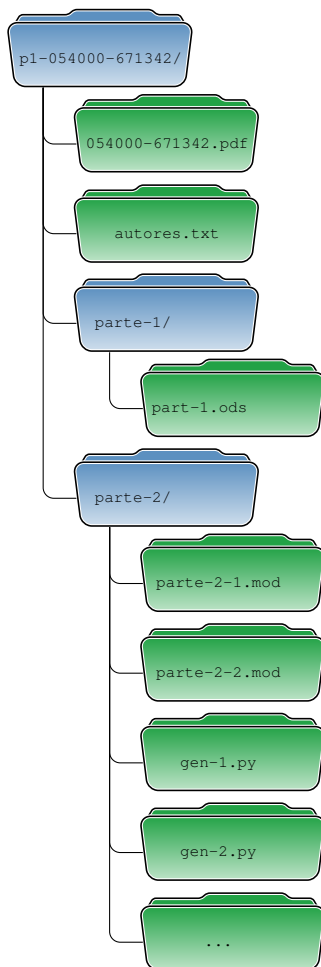 p1-054000-671342/
054000-671342.pdf
autores.txt
parte-1/
part-1.ods
parte-2/
parte-2-1.mod
parte-2-2.mod
gen-1.py
gen-2.py
...